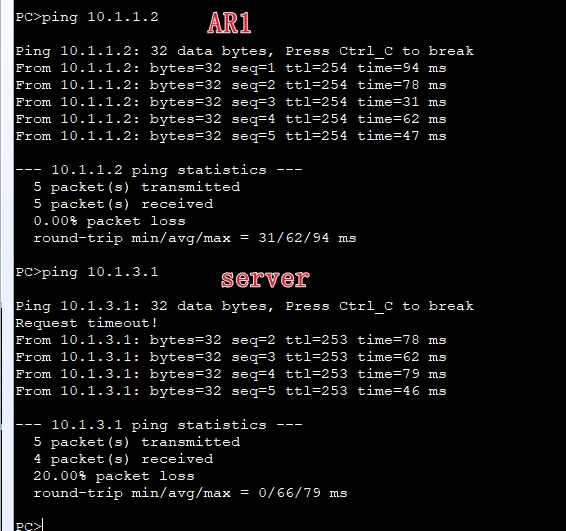 PC>ping 10.1.1.2
AR1
Ping 10.1.1.2: 32 data bytes, Press Ctrl_C to break
From 10.1.1.2: bytes=32 seq=1 ttl=254 time=94 ms
From 10.1.1.2: bytes=32 seq=2 ttl=254 time=78 ms
From 10.1.1.2: bytes=32 seq=3 ttl=254 time=31 ms
From 10.1.1.2: bytes=32 seq=4 ttl=254 time=62 ms
From 10.1.1.2: bytes=32 seq=5 ttl=254 time=47 ms
--- 10.1.1.2 ping statistics ---
5 packet(s) transmitted
5 packet(s) received
0.00% packet loss
round-trip min/avg/max = 31/62/94 ms
PC>ping 10.1.3.1
server
Ping 10.1.3.1: 32 data bytes, Press Ctrl_C to break
Request timeout!
From 10.1.3.1: bytes=32 seq=2 ttl=253 time=78 ms
From 10.1.3.1: bytes=32 seq=3 ttl=253 time=62 ms
From 10.1.3.1: bytes=32 seq=4 ttl=253 time=79 ms
From 10.1.3.1: bytes=32 seq=5 ttl=253 time=46 ms
--- 10.1.3.1 ping statistics ---
5 packet(s) transmitted
4 packet(s) received
20.00% packet loss
round-trip min/avg/max = 0/66/79 ms
PC>